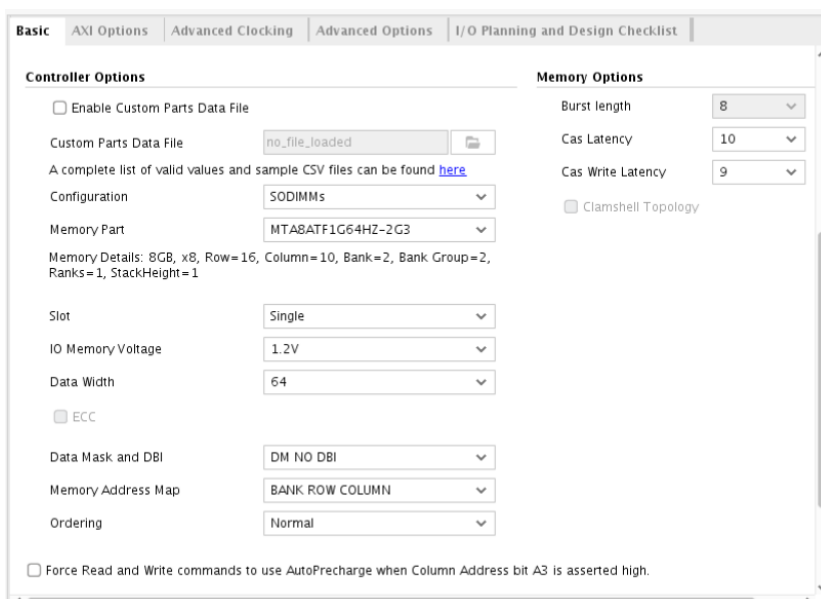 Basic AXI Options Advanced Clocking Advanced Options I/O Planning and Design Checklist
Controller Options
Enable Custom Parts Data File
Custom Parts Data File no_file_loaded
A complete list of valid values and sample CSV files can be found here
Configuration SODIMMs
Memory Part MTA8ATF1G64HZ-2G3
Memory Details: 8GB, x8, Row=16, Column=10, Bank=2, Bank Group=2,
Ranks=1, StackHeight=1
Slot Single
IO Memory Voltage 1.2V
Data Width 64
ECC
Data Mask and DBI DM NO DBI
Memory Address Map BANK ROW COLUMN
Ordering Normal
Force Read and Write commands to use AutoPrecharge when Column Address bit A3 is asserted high.
Memory Options
Burst length 8
Cas Latency 10
Cas Write Latency 9
Clamshell Topology